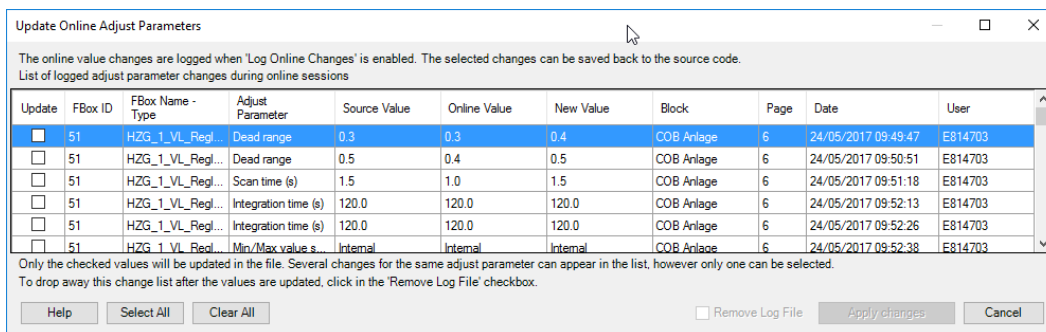 Update Online Adjust Parameters
The online value changes are logged when 'Log Online Changes' is enabled. The selected changes can be saved back to the source code.
List of logged adjust parameter changes during online sessions
Update FBox ID FBox Name - Type Adjust Parameter Source Value Online Value New Value Block Page Date User
51 HZG_1_VL_Regl... Dead range 0.3 0.3 0.4 COB Anlage 6 24/05/2017 09:49:47 E814703
51 HZG_1_VL_Regl... Dead range 0.5 0.4 0.5 COB Anlage 6 24/05/2017 09:50:51 E814703
51 HZG_1_VL_Regl... Scan time (s) 1.5 1.0 1.5 COB Anlage 6 24/05/2017 09:51:18 E814703
51 HZG_1_VL_Regl... Integration time (s) 120.0 120.0 120.0 COB Anlage 6 24/05/2017 09:52:13 E814703
51 HZG_1_VL_Regl... Integration time (s) 120.0 120.0 120.0 COB Anlage 6 24/05/2017 09:52:26 E814703
51 HZG_1_VL_Regl... Min/Max value s... Internal Internal Internal COB Anlage 6 24/05/2017 09:52:38 E814703
Only the checked values will be updated in the file. Several changes for the same adjust parameter can appear in the list, however only one can be selected.
To drop away this change list after the values are updated, click in the 'Remove Log File' checkbox.
Help Select All Clear All Remove Log File Apply changes Cancel